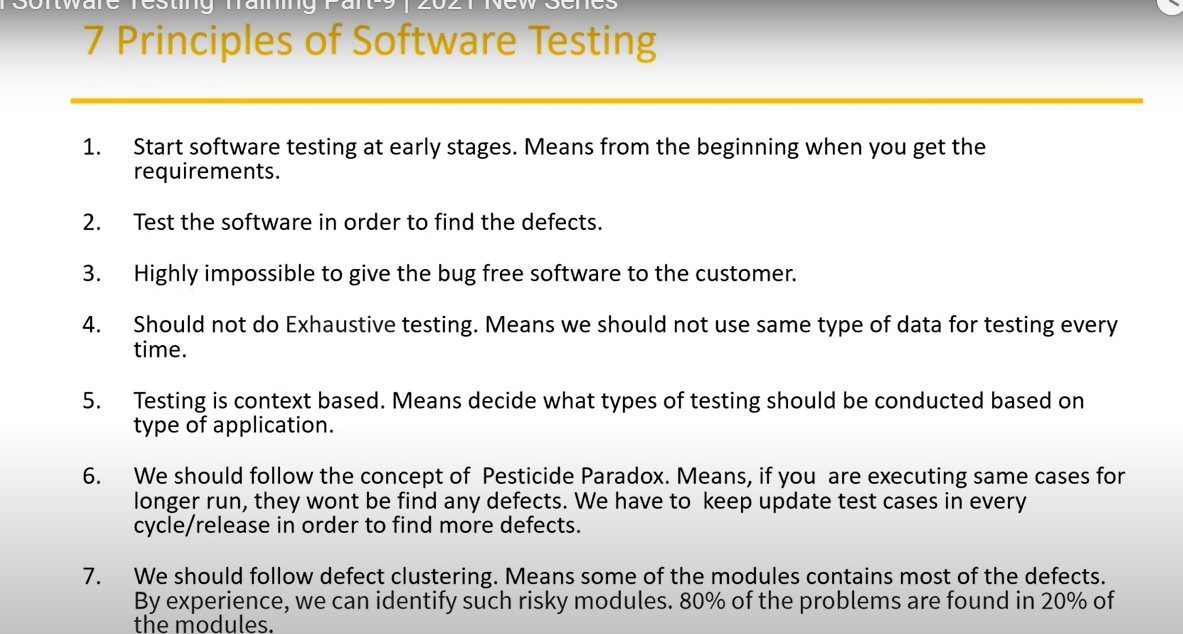 Software Testing Training Part-9 | 2021 New Series
7 Principles of Software Testing
1. Start software testing at early stages. Means from the beginning when you get the
requirements.
2. Test the software in order to find the defects.
3. Highly impossible to give the bug free software to the customer.
4. Should not do Exhaustive testing. Means we should not use same type of data for testing every
time.
5. Testing is context based. Means decide what types of testing should be conducted based on
type of application.
6. We should follow the concept of  Pesticide Paradox. Means, if you  are executing same cases for
longer run, they wont be find any defects. We have to  keep update test cases in every
cycle/release in order to find more defects.
7. We should follow defect clustering. Means some of the modules contains most of the defects.
By experience, we can identify such risky modules. 80% of the problems are found in 20% of
the modules.